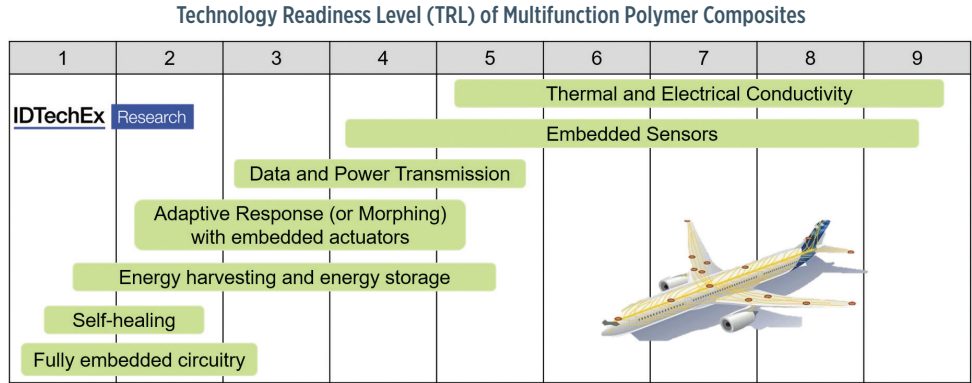 Technology Readiness Level (TRL) of Multifunction Polymer Composites
1 2 3 4 5 6 7 8 9
Thermal and Electrical Conductivity
IDTechEx Research
Embedded Sensors
Data and Power Transmission
Adaptive Response (or Morphing)
with embedded actuators
Energy harvesting and energy storage
Self-healing
Fully embedded circuitry